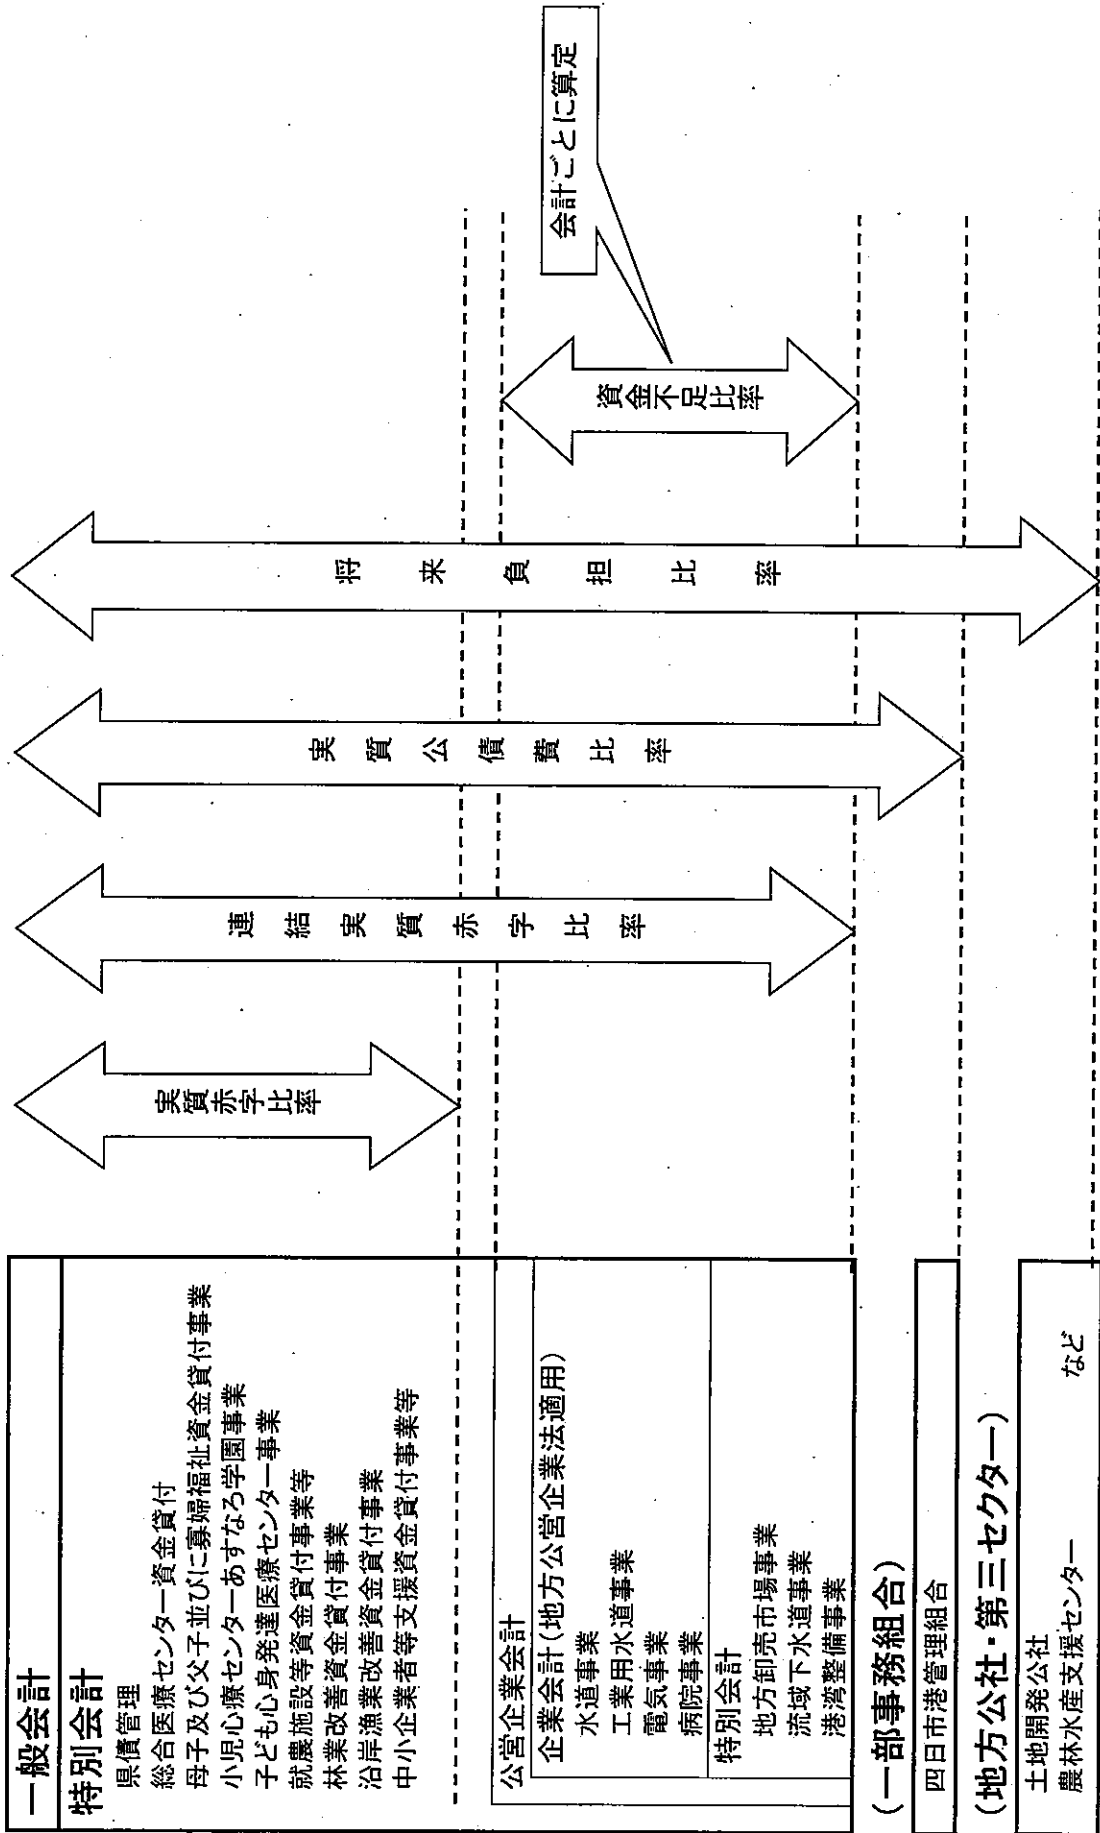 一般会計
特別会計
県債管理
総合医療センター資金貸付
母子及び父子並びに寡婦福祉資金貸付事業
小児心療センターあすなろ学園事業
子ども心身発達医療センター事業
就農施設等資金貸付事業等
林業改善資金貸付事業
沿岸漁業改善資金貸付事業
中小企業者等支援資金貸付事業等
公営企業会計
企業会計(地方公営企業法適用)
水道事業
工業用水道事業
電気事業
病院事業
特別会計
地方卸売市場事業
流域下水道事業
港湾整備事業
(一部事務組合)
四日市港管理組合
(地方公社・第三セクター)
土地開発公社
農林水産支援センター など
実質赤字比率
連結実質赤字比率
実質公債費比率
将来負担比率
資金不足比率
会計ごとに算定